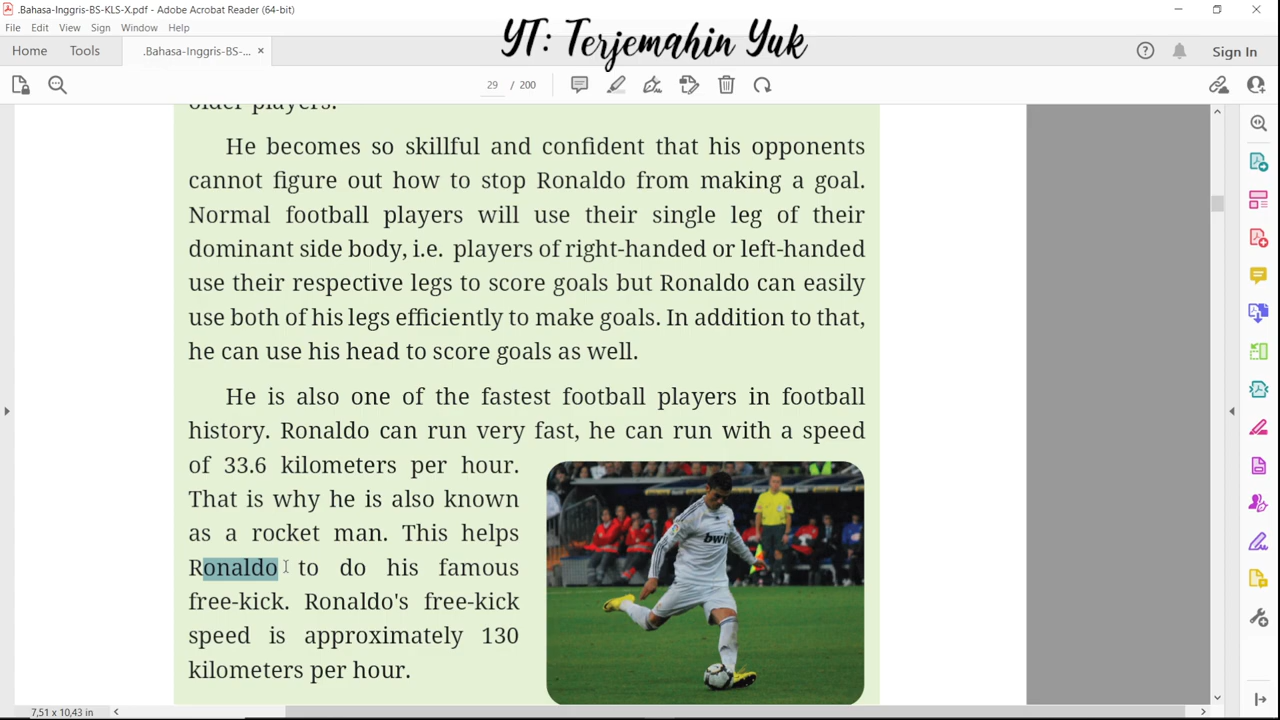 .Bahasa-Inggris-BS-KLS-X.pdf - Adobe Acrobat Reader (64-bit)
File Edit View Sign Window Help
YT: Terjemahin Yuk
Home Tools .Bahasa-Inggris-BS-... × Sign In
29 / 200
older players.
He becomes so skillful and confident that his opponents
cannot figure out how to stop Ronaldo from making a goal.
Normal football players will use their single leg of their
dominant side body, i.e. players of right-handed or left-handed
use their respective legs to score goals but Ronaldo can easily
use both of his legs efficiently to make goals. In addition to that,
he can use his head to score goals as well.
He is also one of the fastest football players in football
history. Ronaldo can run very fast, he can run with a speed
of 33.6 kilometers per hour.
That is why he is also known
as a rocket man. This helps
Ronaldo to do his famous
free-kick. Ronaldo's free-kick
speed is approximately 130
kilometers per hour.
bwin
7,51 x 10,43 in